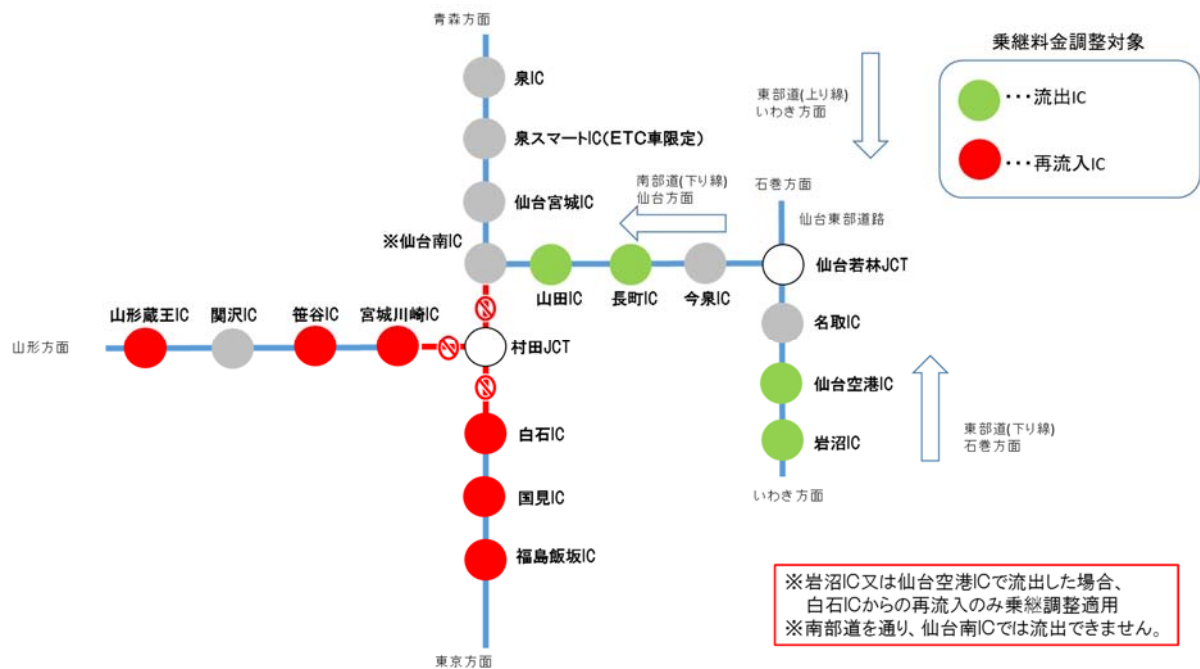 青森方面
乗継料金調整対象
泉IC
東部道(上り線)
いわき方面
・・・流出IC
泉スマートIC(ETC車限定)
・・・再流入IC
南部道(下り線)
仙台方面
石巻方面
仙台宮城IC
仙台東部道路
※仙台南IC
仙台若林JCT
山田IC
長町IC
今泉IC
山形蔵王IC
関沢IC
笹谷IC
宮城川崎IC
名取IC
山形方面
村田JCT
仙台空港IC
東部道(下り線)
石巻方面
白石IC
岩沼IC
いわき方面
国見IC
福島飯坂IC
※岩沼IC又は仙台空港ICで流出した場合、
白石ICからの再流入のみ乗継調整適用
※南部道を通り、仙台南ICでは流出できません。
東京方面